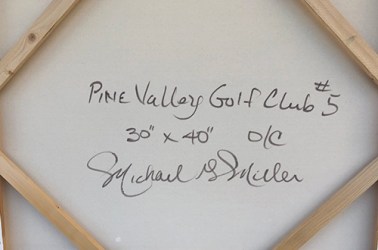 Pine Valley Golf Club #5
30" x 40" O/C
Michael G Miller